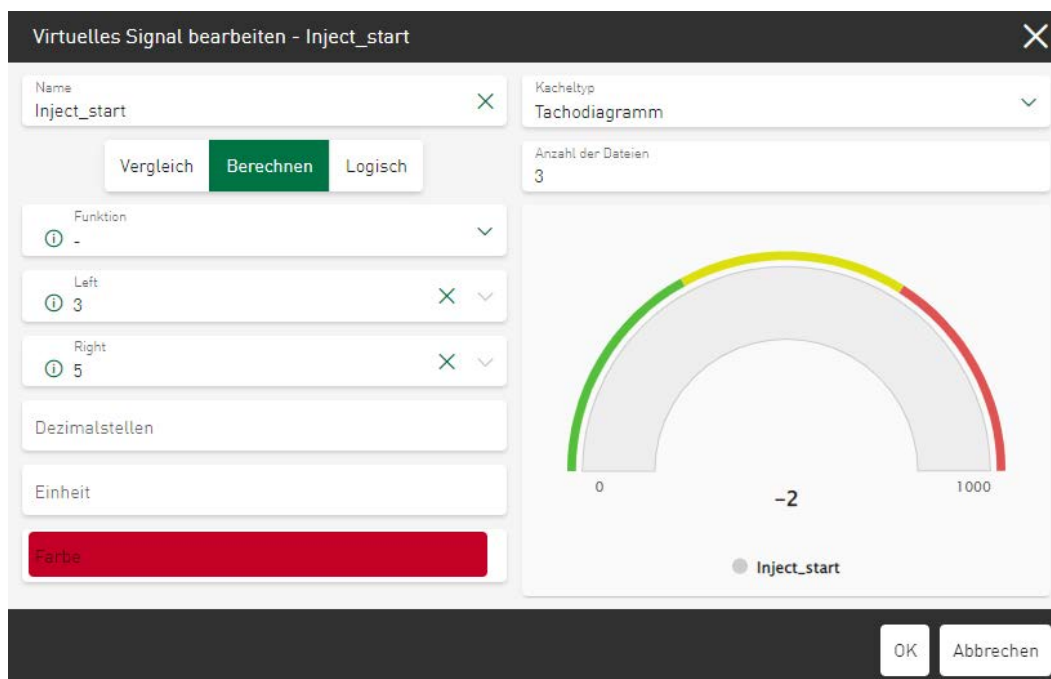 Virtuelles Signal bearbeiten - Inject_start
Name
Inject_start
Vergleich Berechnen Logisch
Funktion
-
Left
3
Right
5
Dezimalstellen
Einheit
Farbe
Kacheltyp
Tachodiagramm
Anzahl der Dateien
3
0
-2
1000
Inject_start
OK Abbrechen